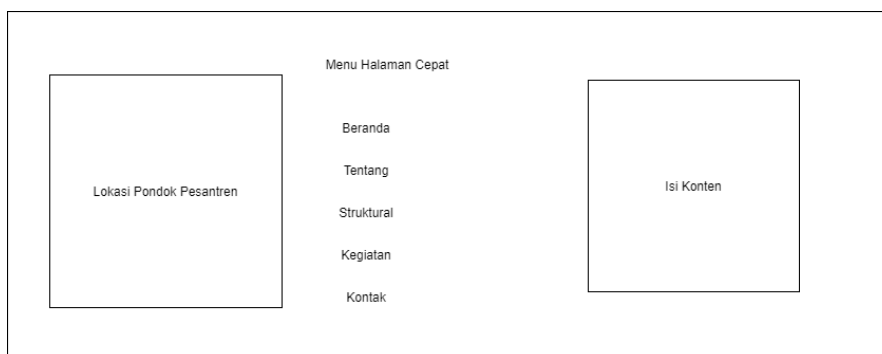 Menu Halaman Cepat
Lokasi Pondok Pesantren
Beranda
Tentang
Struktural
Kegiatan
Kontak
Isi Konten